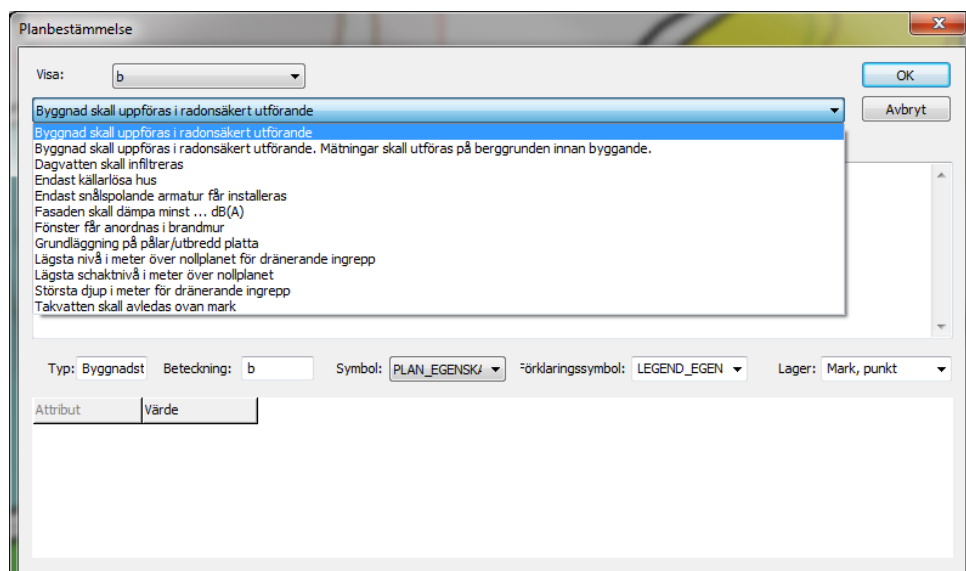 Planbestämmelse
Visa: b
OK
Byggnad skall uppföras i radonsäkert utförande
Avbryt
Byggnad skall uppföras i radonsäkert utförande
Byggnad skall uppföras i radonsäkert utförande. Mätningar skall utföras på berggrunden innan byggande.
Dagvatten skall infiltreras
Endast källarlösa hus
Endast snålspolande armatur får installeras
Fasaden skall dämpa minst ... dB(A)
Fönster får anordnas i brandmur
Grundläggning på pålar/utbredd platta
Lägsta nivå i meter över nollplanet för dränerande ingrepp
Lägsta schaktnivå i meter över nollplanet
Största djup i meter för dränerande ingrepp
Takvatten skall avledas ovan mark
Typ: Byggnadst Beteckning: b Symbol: PLAN_EGENSKA Förklaringssymbol: LEGEND_EGEN Lager: Mark, punkt
Attribut Värde